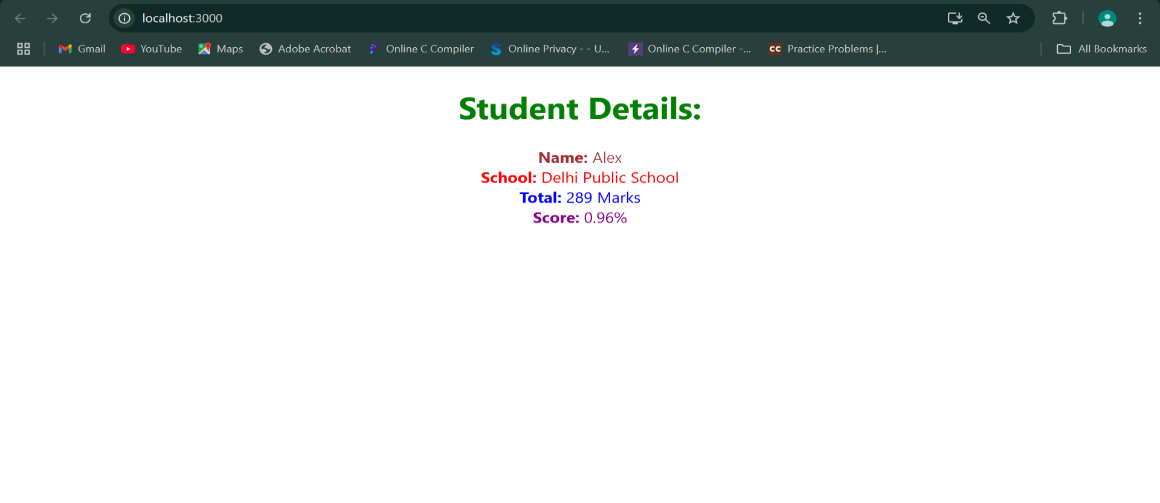 localhost:3000
Gmail YouTube Maps Adobe Acrobat Online C Compiler Online Privacy - - U... Online C Compiler -... CC Practice Problems |... All Bookmarks
Student Details:
Name: Alex
School: Delhi Public School
Total: 289 Marks
Score: 0.96%